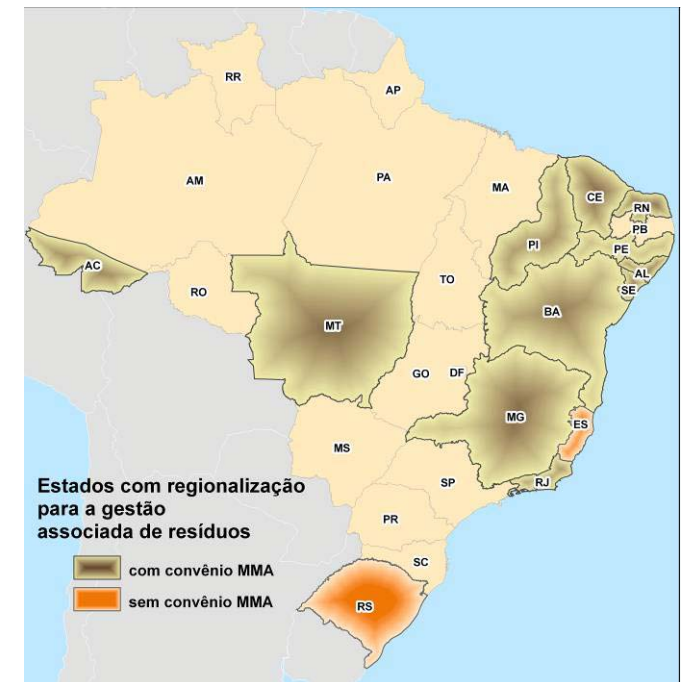 RR
AP
AM
PA
MA
CE
RN
PB
PI
PE
AL
SE
AC
RO
TO
BA
MT
GO
DF
MG
ES
MS
SP
RJ
PR
SC
RS
Estados com regionalização
para a gestão
associada de resíduos
com convênio MMA
sem convênio MMA